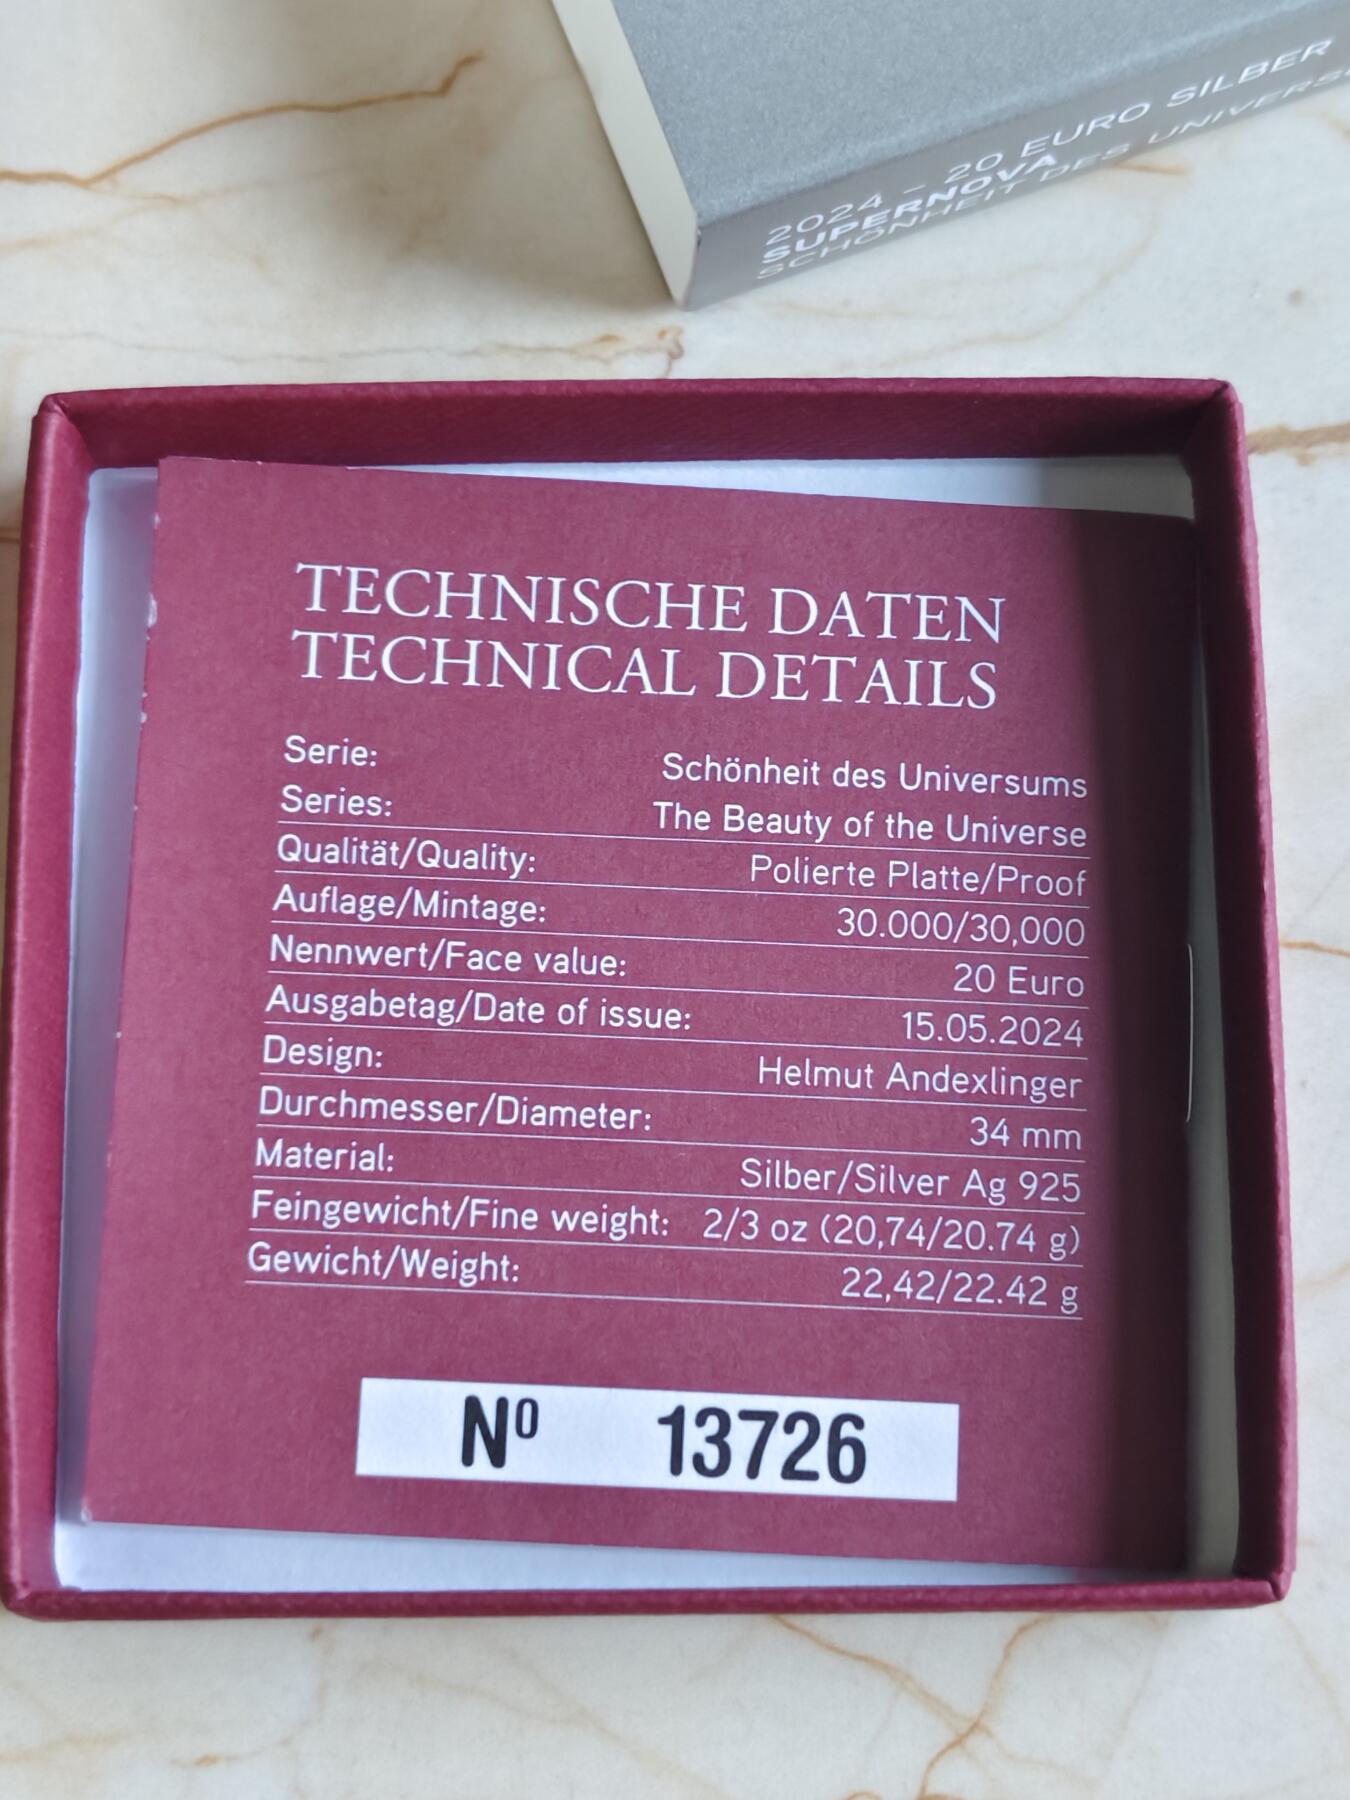 2024 – 20 EURO SILBER
SUPERNOVA
SCHÖNHEIT DES
TECHNISCHE DATEN
TECHNICAL DETAILS
Serie: Schönheit des Universums
Series: The Beauty of the Universe
Qualität/Quality: Polierte Platte/Proof
Auflage/Mintage: 30.000/30,000
Nennwert/Face value: 20 Euro
Ausgabetag/Date of issue: 15.05.2024
Design: Helmut Andexlinger
Durchmesser/Diameter: 34 mm
Material: Silber/Silver Ag 925
Feingewicht/Fine weight: 2/3 oz (20,74/20.74 g)
Gewicht/Weight: 22,42/22.42 g
Nº 13726